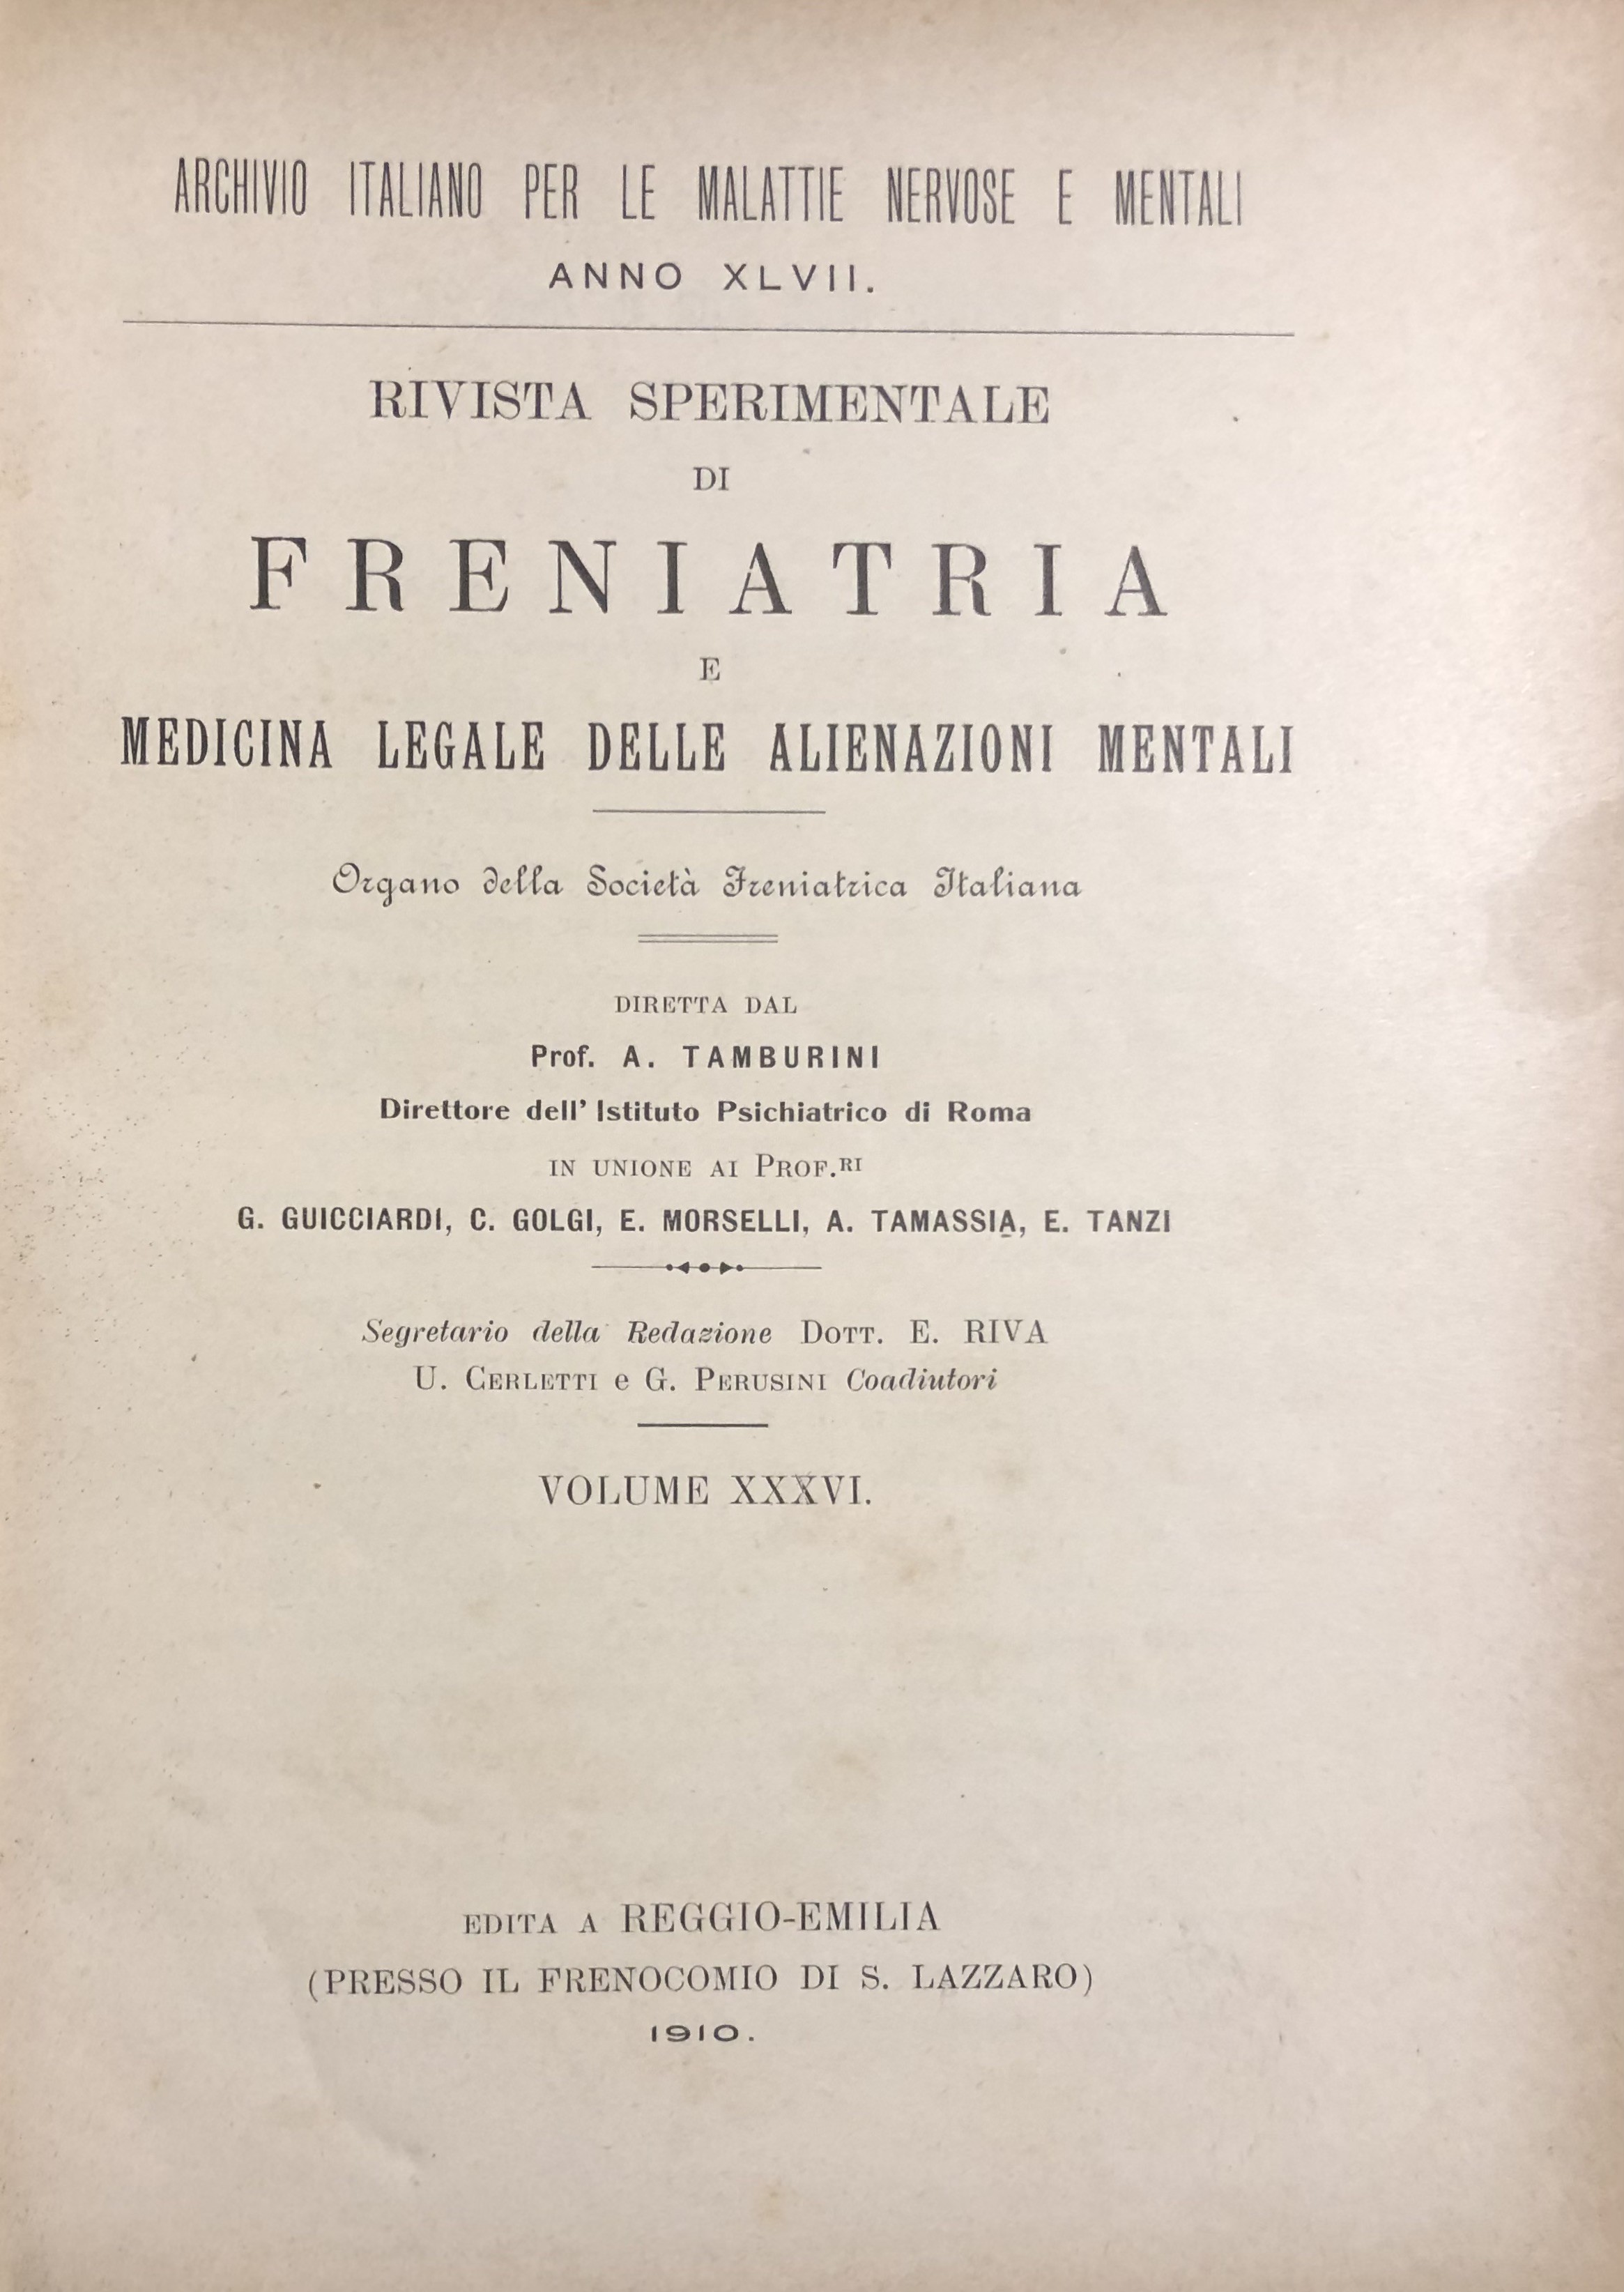 ARCHIVIO ITALIANO PER LE MALATTIE NERVOSE E MENTALI
ANNO XLVII.
RIVISTA SPERIMENTALE
DI
FRENIATRIA
E
MEDICINA LEGALE DELLE ALIENAZIONI MENTALI
Organo della Società Freniatrica Italiana
DIRETTA DAL
Prof. A. TAMBURINI
Direttore dell' Istituto Psichiatrico di Roma
IN UNIONE AI PROF.RI
G. GUICCIARDI, C. GOLGI, E. MORSELLI, A. TAMASSIA, E. TANZI
Segretario della Redazione DOTT. E. RIVA
U. CERLETTI e G. PERUSINI Coadiutori
VOLUME XXXVI.
EDITA A REGGIO-EMILIA
(PRESSO IL FRENOCOMIO DI S. LAZZARO)
1910.